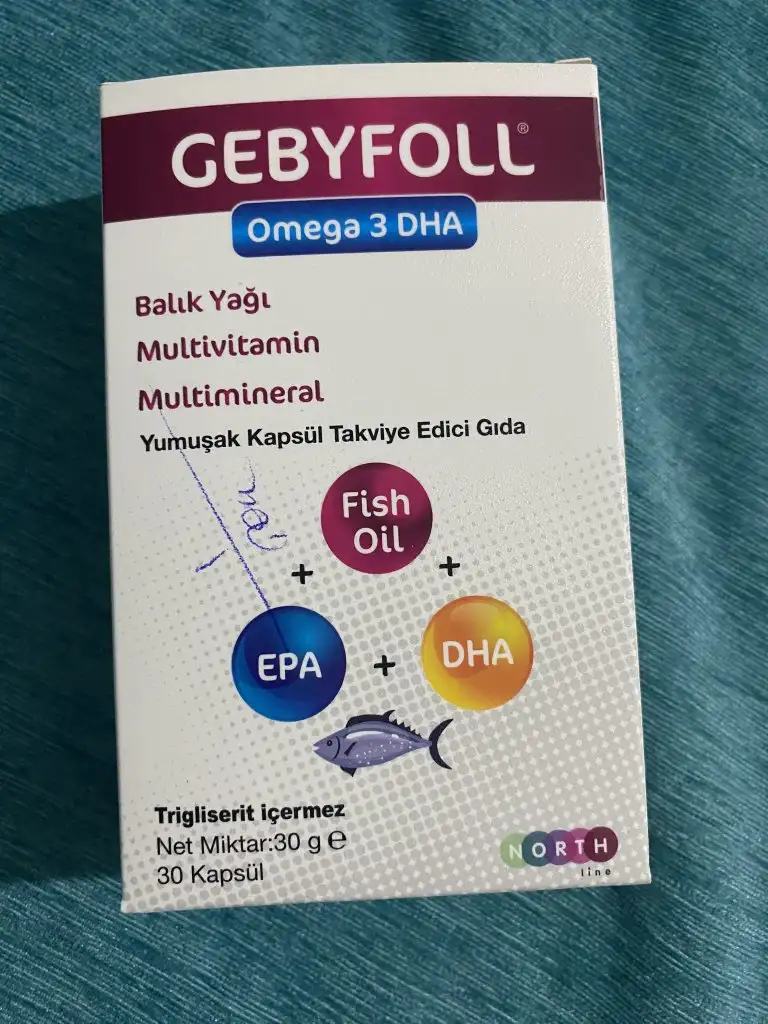 GEBYFOLL®
Omega 3 DHA
Balık Yağı
Multivitamin
Multimineral
Yumuşak Kapsül Takviye Edici Gıda
Fish
Oil
+ +
EPA + DHA
Trigliserit içermez
Net Miktar:30 g ℮
30 Kapsül
NORTH
line